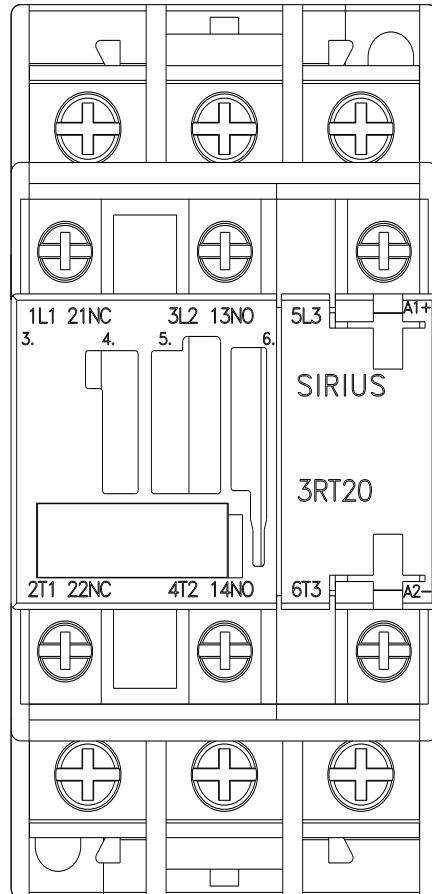 1L1 21NC 3L2 13NO 5L3 A1+
3. 4. 5. 6.
SIRIUS
3RT20
2T1 22NC 4T2 14NO 6T3 A2-